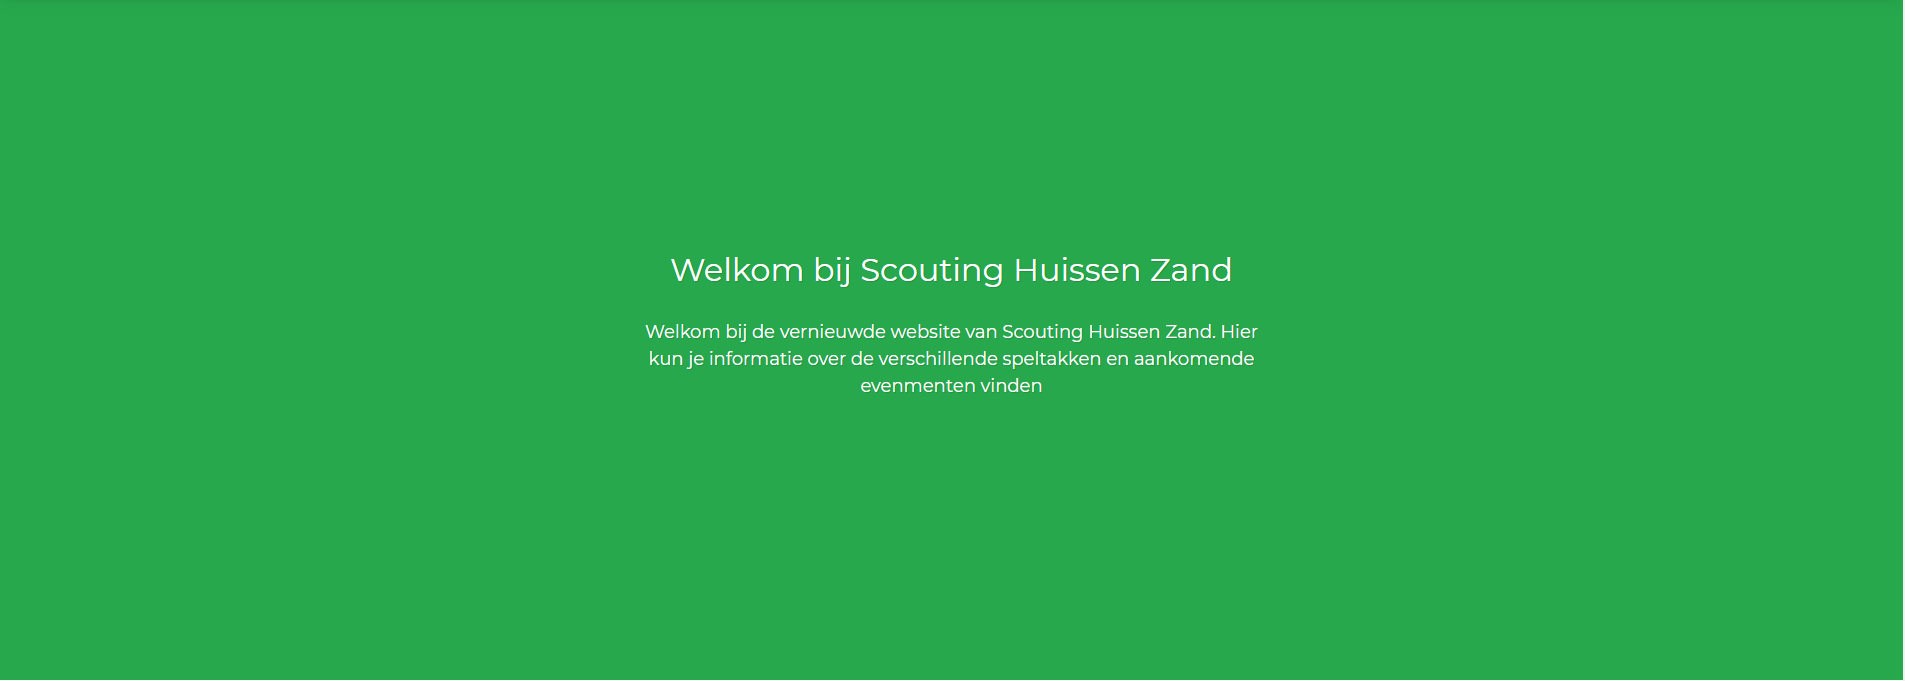 Welkom bij Scouting Huissen Zand
Welkom bij de vernieuwde website van Scouting Huissen Zand. Hier
kun je informatie over de verschillende speltakken en aankomende
evenmenten vinden